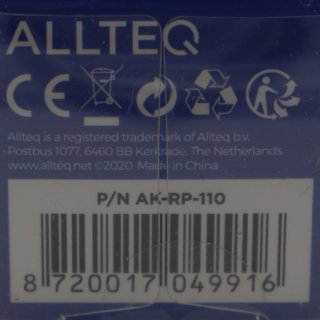 ALLTEQ
CE
Allteq is a registered trademark of Allteq b.v.
Postbus 1077, 6460 BB Kerkrade, The Netherlands
www.allteq.net ©2020. Made in China
P/N AK-RP-110
8 720017 049916